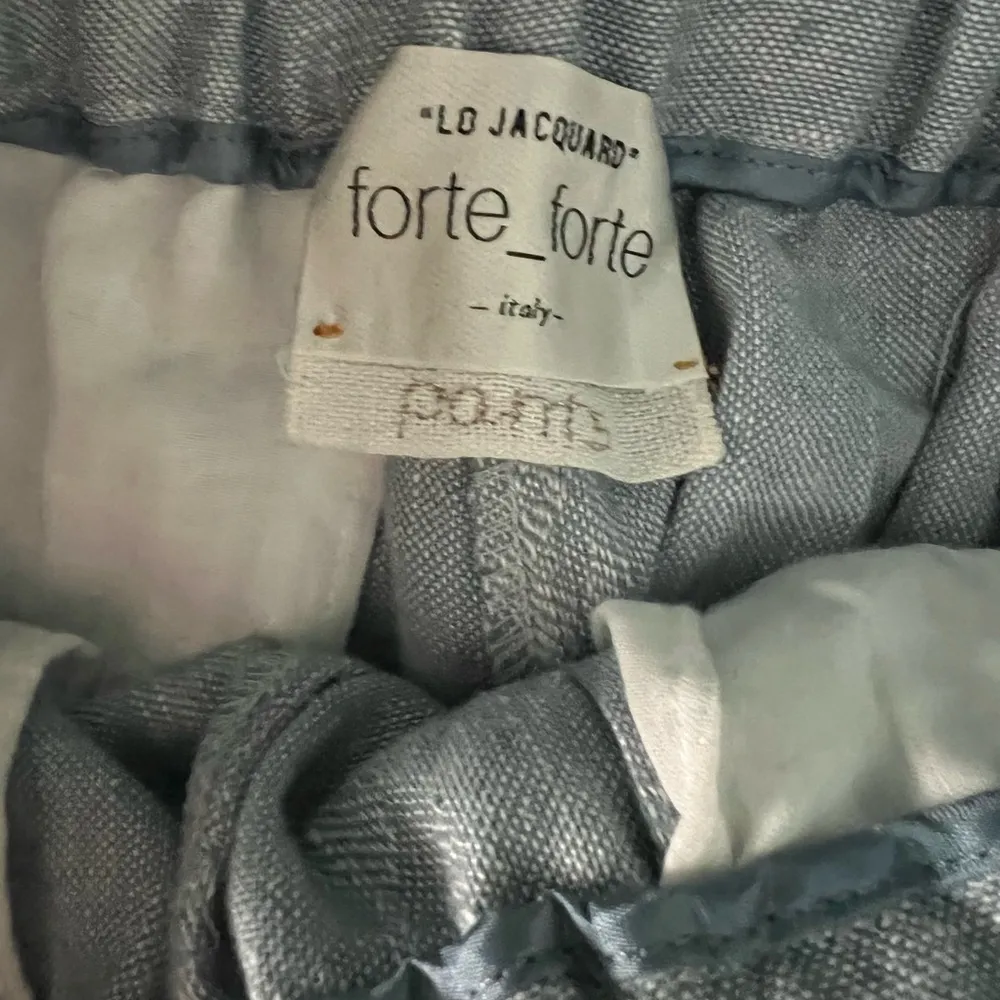 "LO JACQUARD"
forte_forte
- italy -
pants